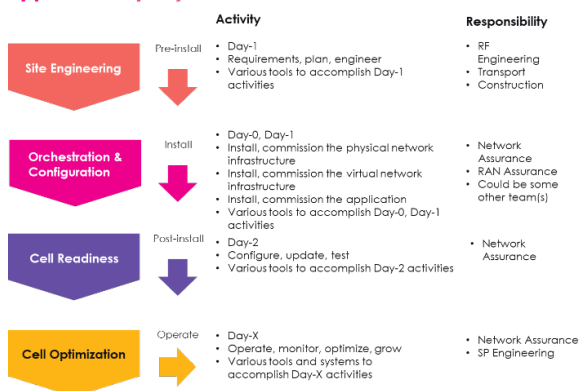 Activity
Responsibility
Site Engineering
Pre-install
• Day-1
• Requirements, plan, engineer
• Various tools to accomplish Day-1
activities
• RF
Engineering
• Transport
• Construction
Orchestration &
Configuration
Install
• Day-0, Day-1
• Install, commission the physical network
infrastructure
• Install, commission the virtual network
infrastructure
• Install, commission the application
• Various tools to accomplish Day-0, Day-1
activities
• Network
Assurance
• RAN Assurance
• Could be some
other team(s)
Cell Readiness
Post-install
• Day-2
• Configure, update, test
• Various tools to accomplish Day-2 activities
• Network
Assurance
Cell Optimization
Operate
• Day-X
• Operate, monitor, optimize, grow
• Various tools and systems to
accomplish Day-X activities
• Network Assurance
• SP Engineering